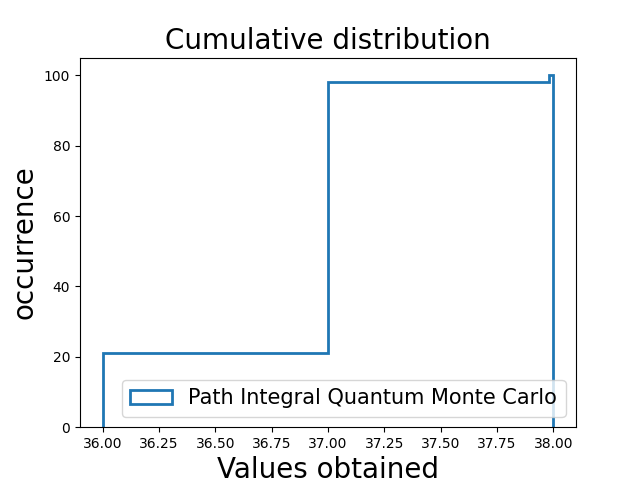 Cumulative distribution
occurrence
100
80
60
40
20
0
Path Integral Quantum Monte Carlo
36.00 36.25 36.50 36.75 37.00 37.25 37.50 37.75 38.00
Values obtained